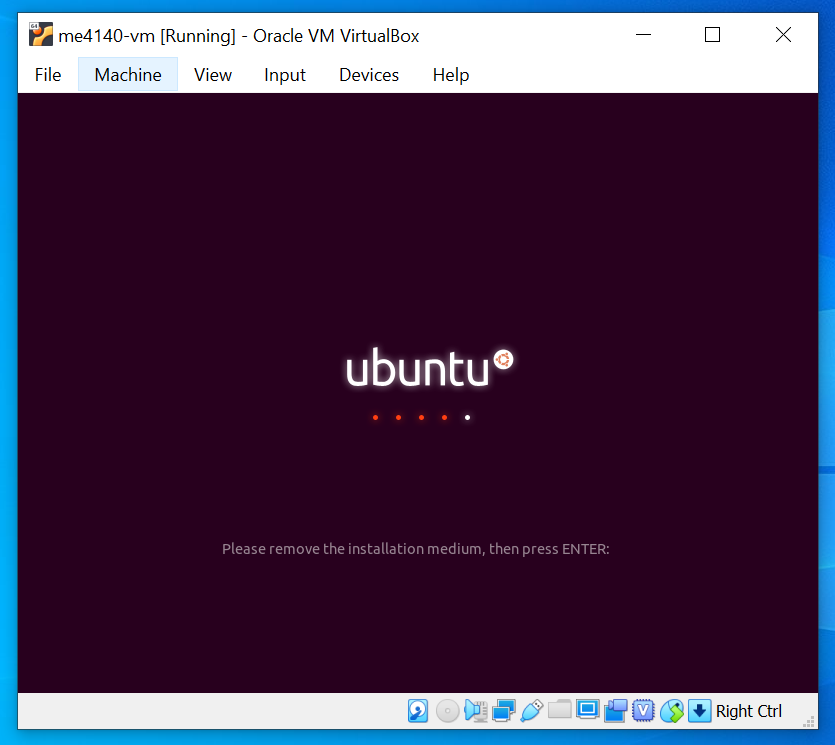 64
me4140-vm [Running] - Oracle VM VirtualBox
File Machine View Input Devices Help
ubuntu
Please remove the installation medium, then press ENTER:
V
Right Ctrl